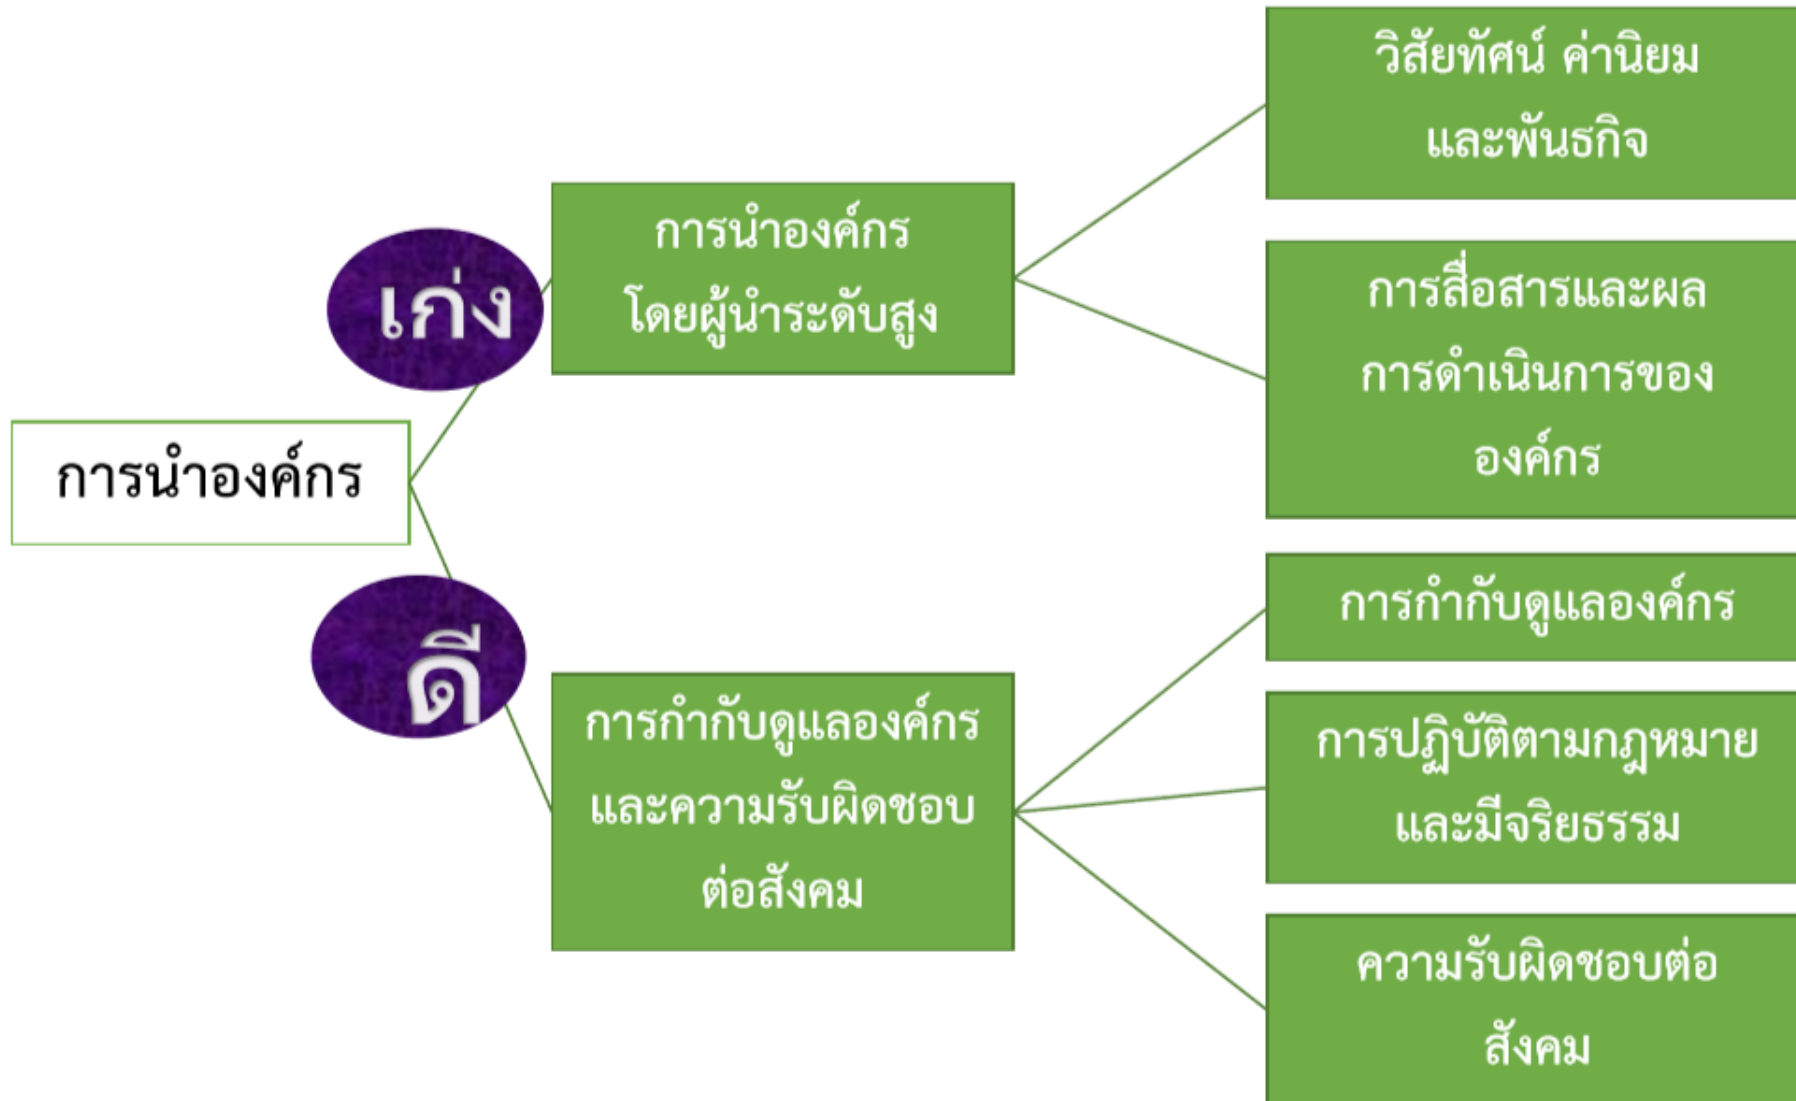 การนำองค์กร
เก่ง
การนำองค์กร
โดยผู้นำระดับสูง
วิสัยทัศน์ ค่านิยม
และพันธกิจ
การสื่อสารและผล
การดำเนินการของ
องค์กร
ดี
การกำกับดูแลองค์กร
และความรับผิดชอบ
ต่อสังคม
การกำกับดูแลองค์กร
การปฏิบัติตามกฎหมาย
และมีจริยธรรม
ความรับผิดชอบต่อ
สังคม